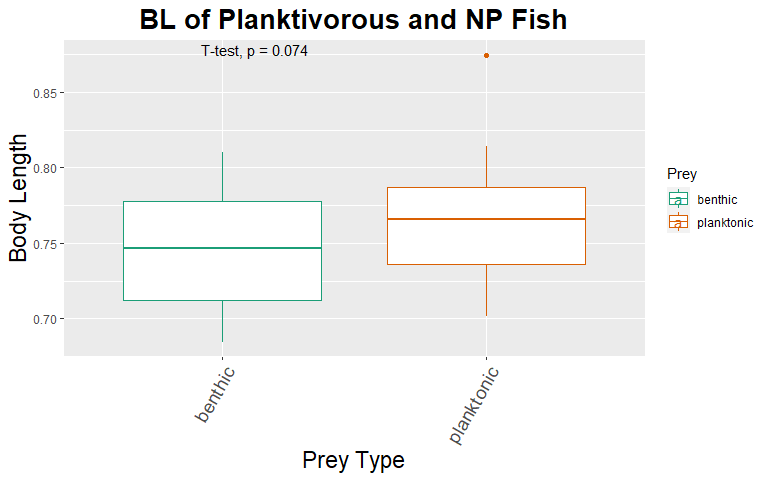 BL of Planktivorous and NP Fish
T-test, p = 0.074
Body Length
0.85
0.80
0.75
0.70
benthic
planktonic
Prey Type
Prey
a benthic
a planktonic